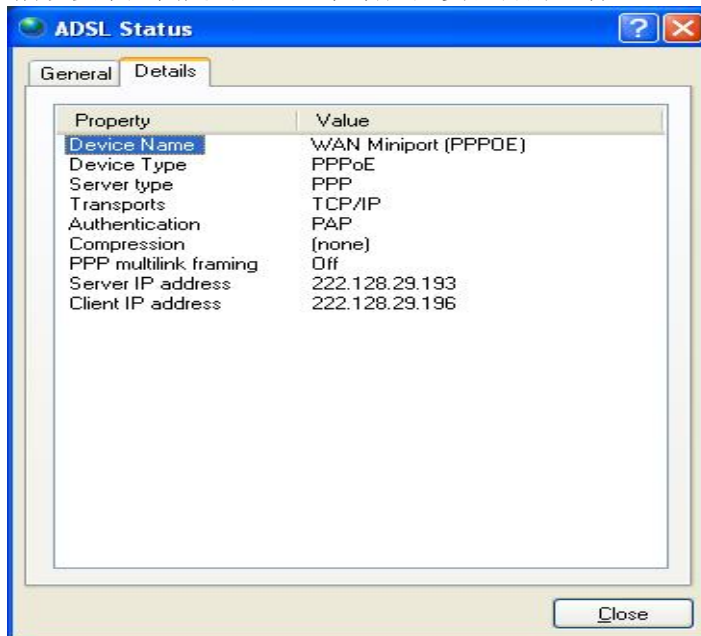 ADSL Status
General Details
Property Value
Device Name WAN Miniport (PPPOE)
Device Type PPPoE
Server type PPP
Transports TCP/IP
Authentication PAP
Compression (none)
PPP multilink framing Off
Server IP address 222.128.29.193
Client IP address 222.128.29.196
Close